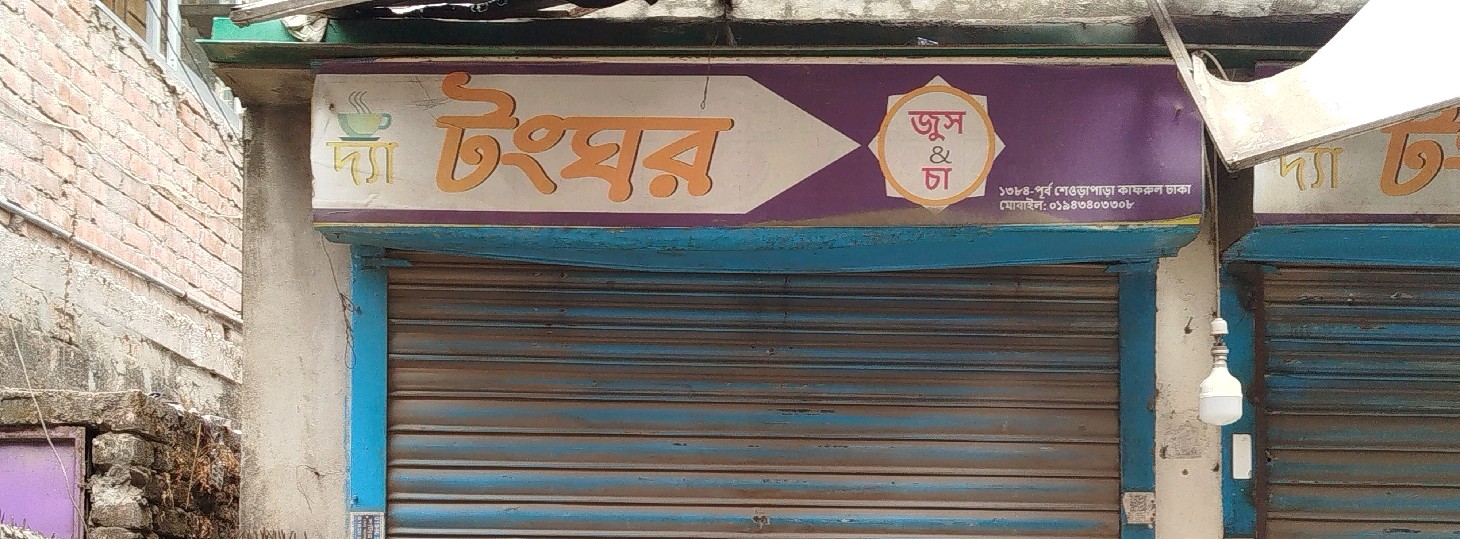 দ্যা টংঘর
জুস
&
চা
১৩৮৪-পূর্ব শেওড়াপাড়া কাফরুল ঢাকা
মোবাইল: ০১৯৪৩৪০৩৩০৮
দ্যা